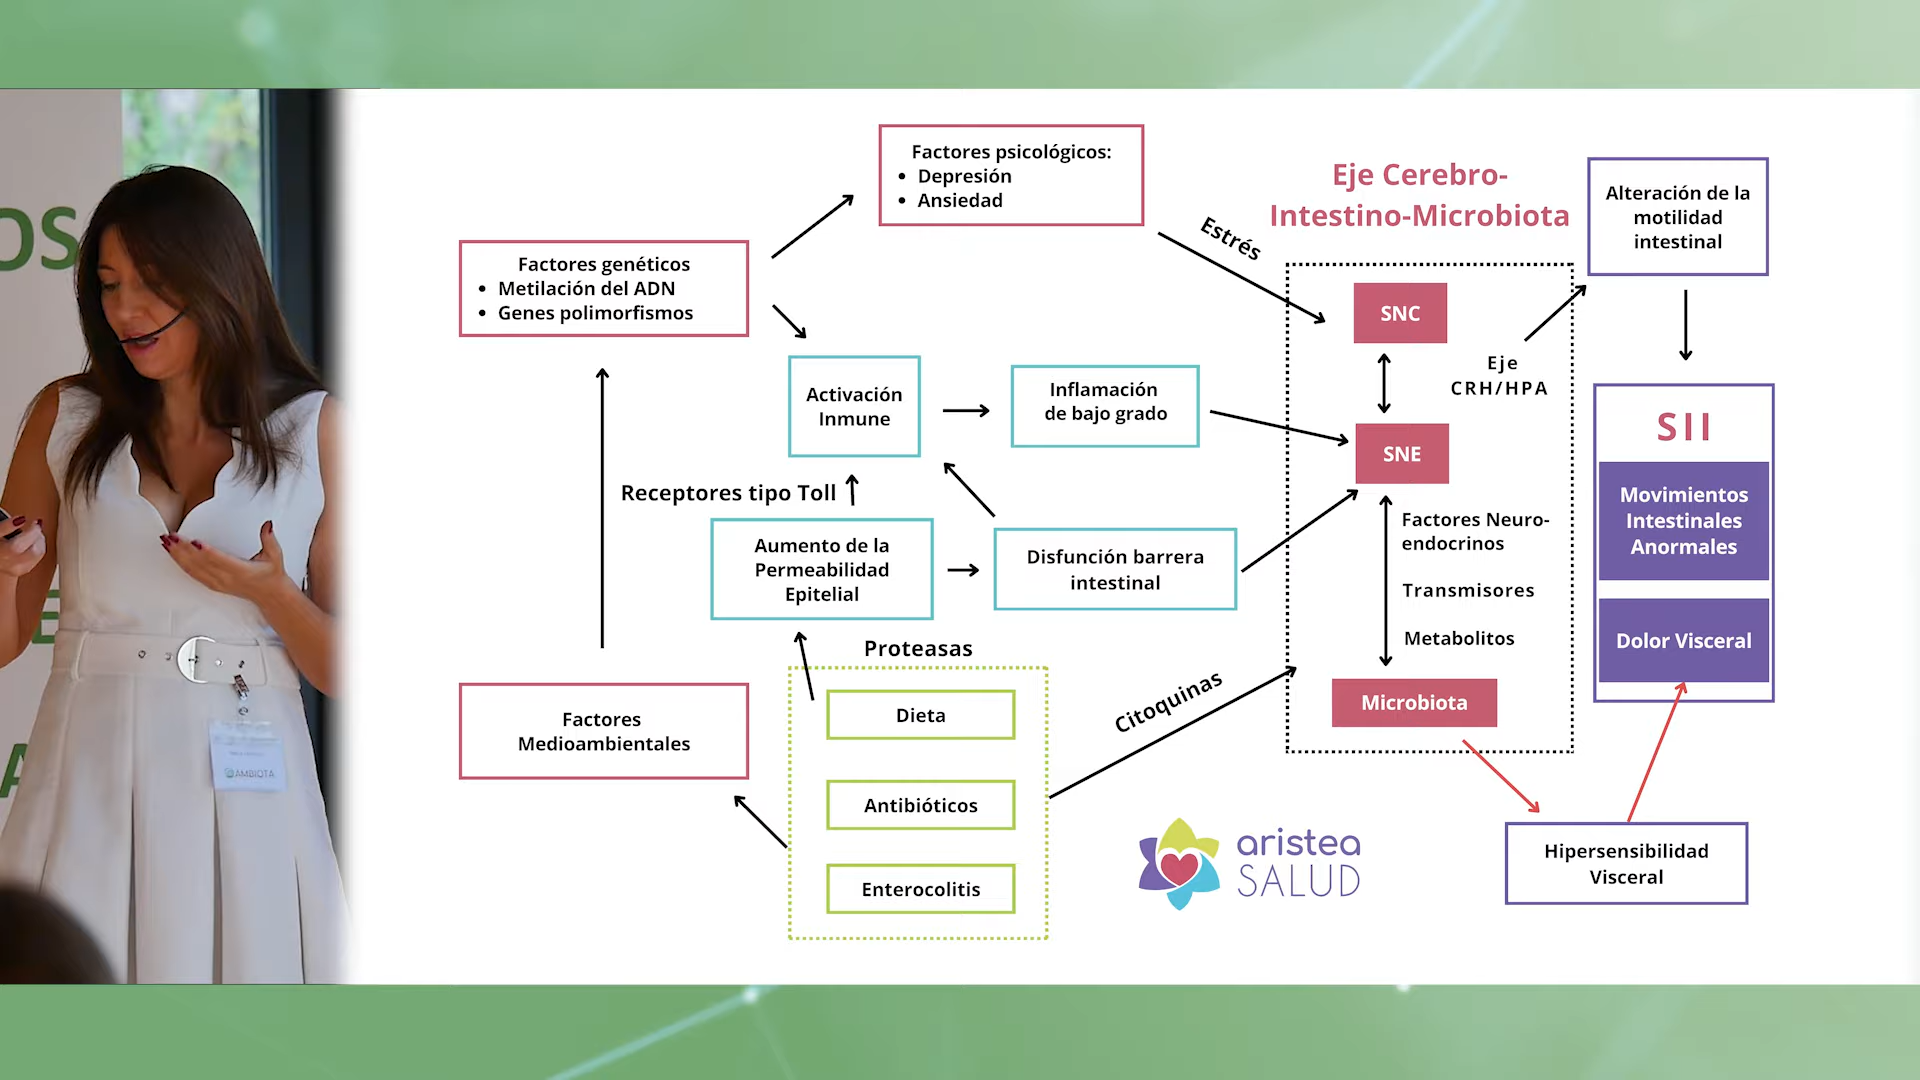 OS
Factores psicológicos:
• Depresión
• Ansiedad
Eje Cerebro-
Intestino-Microbiota
Alteración de la
motilidad
intestinal
Estrés
Factores genéticos
• Metilación del ADN
• Genes polimorfismos
SNC
Eje
CRH/HPA
Activación
Inmune
Inflamación
de bajo grado
SII
SNE
Movimientos
Intestinales
Anormales
Receptores tipo Toll
Factores Neuro-
endocrinos
Aumento de la
Permeabilidad
Epitelial
Disfunción barrera
intestinal
Transmisores
Metabolitos
Dolor Visceral
Proteasas
Citoquinas
Microbiota
Factores
Medioambientales
Dieta
Antibióticos
Enterocolitis
aristea
SALUD
Hipersensibilidad
Visceral
AMBIOTA